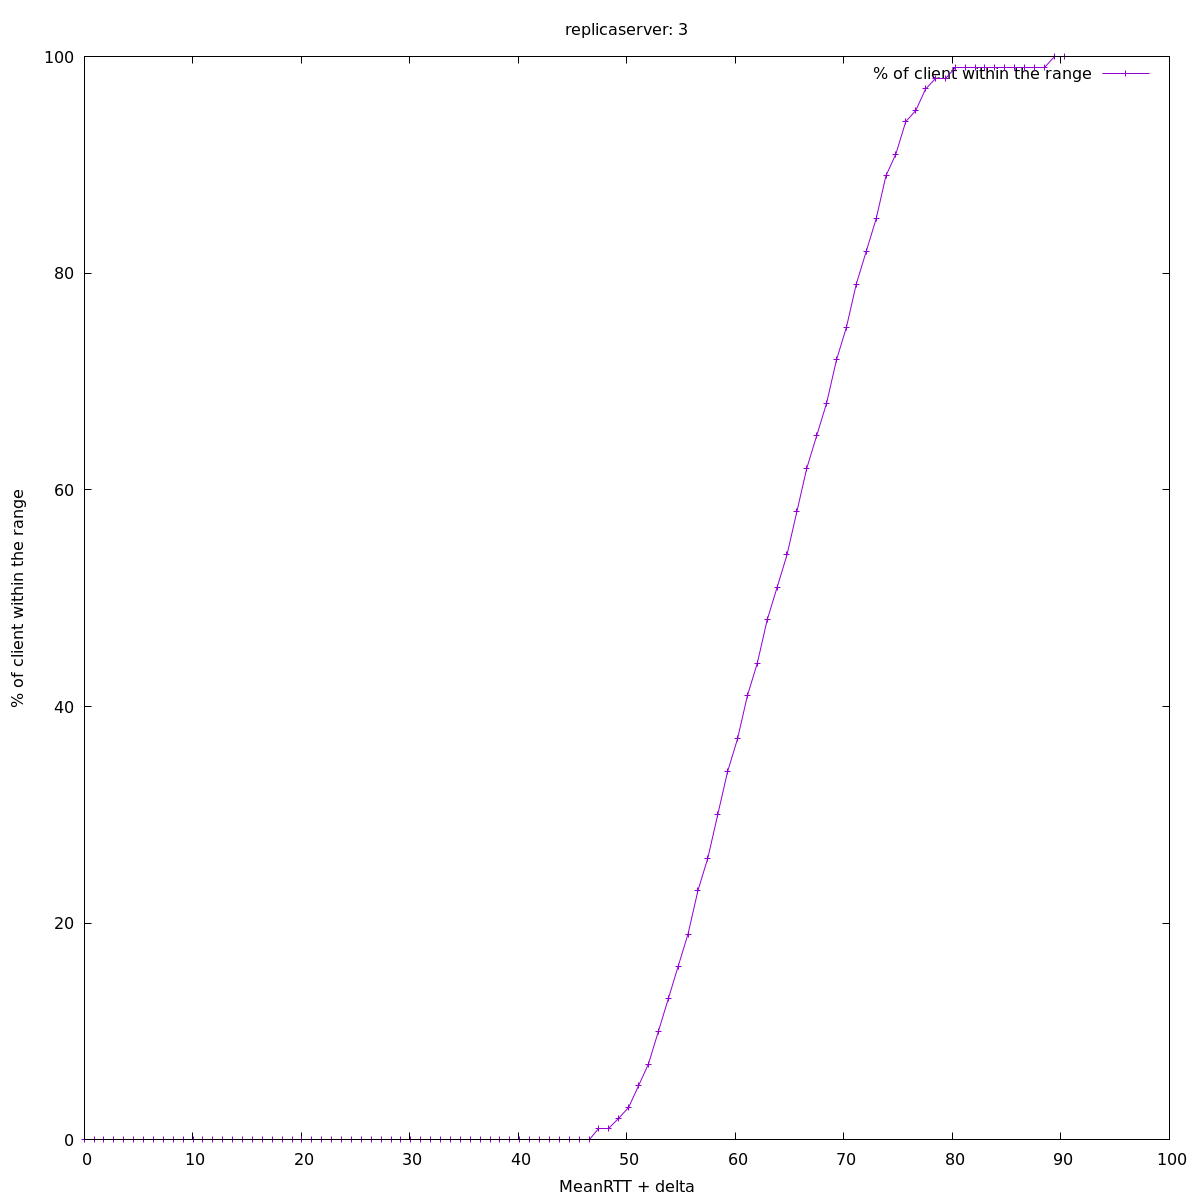 replicaserver: 3
% of client within the range
100
80
60
40
20
0
% of client within the range
0 10 20 30 40 50 60 70 80 90 100
MeanRTT + delta